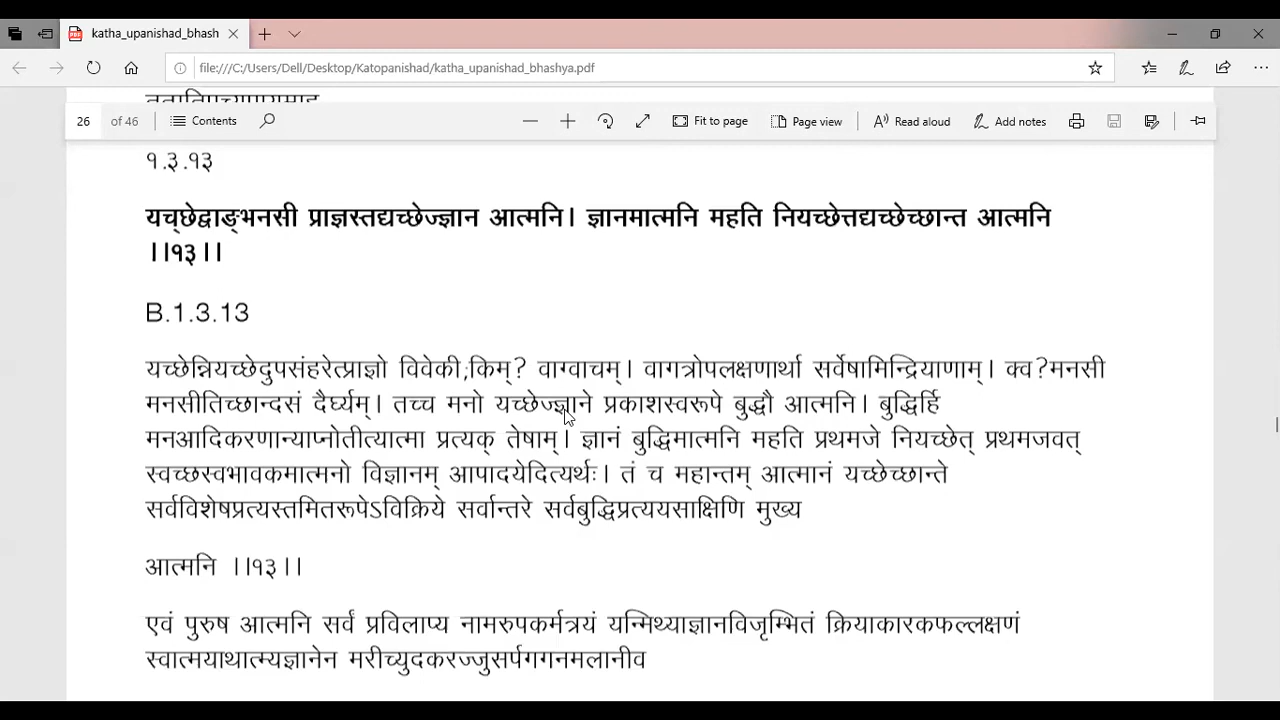 katha_upanishad_bhash
file:///C:/Users/Dell/Desktop/Katopanishad/katha_upanishad_bhashya.pdf
26 of 46 Contents Fit to page Page view Read aloud Add notes
१.३.१३
यच्छेद्वाङ्भनसी प्राज्ञस्तद्यच्छेज्ज्ञान आत्मनि। ज्ञानमात्मनि महति नियच्छेत्तद्यच्छेच्छान्त आत्मनि
।।१३।।
B.1.3.13
यच्छेन्नियच्छेदुपसंहरेत्प्राज्ञो विवेकी;किम्? वाग्वाचम्। वागत्रोपलक्षणार्था सर्वेषामिन्द्रियाणाम्। क्व?मनसी
मनसीतिच्छान्दसं दैर्घ्यम्। तच्च मनो यच्छेज्ज्ञाने प्रकाशस्वरूपे बुद्धौ आत्मनि। बुद्धिर्हि
मनआदिकरणान्याप्नोतीत्यात्मा प्रत्यक् तेषाम्। ज्ञानं बुद्धिमात्मनि महति प्रथमजे नियच्छेत् प्रथमजवत्
स्वच्छस्वभावकमात्मनो विज्ञानम् आपादयेदित्यर्थः। तं च महान्तम् आत्मानं यच्छेच्छान्ते
सर्वविशेषप्रत्यस्तमितरूपेऽविक्रिये सर्वान्तरे सर्वबुद्धिप्रत्ययसाक्षिणि मुख्य
आत्मनि ।।१३।।
एवं पुरुष आत्मनि सर्वं प्रविलाप्य नामरुपकर्मत्रयं यन्मिथ्याज्ञानविजृम्भितं क्रियाकारकफल्लक्षणं
स्वात्मयाथात्म्यज्ञानेन मरीच्युदकरज्जुसर्पगगनमलानीव